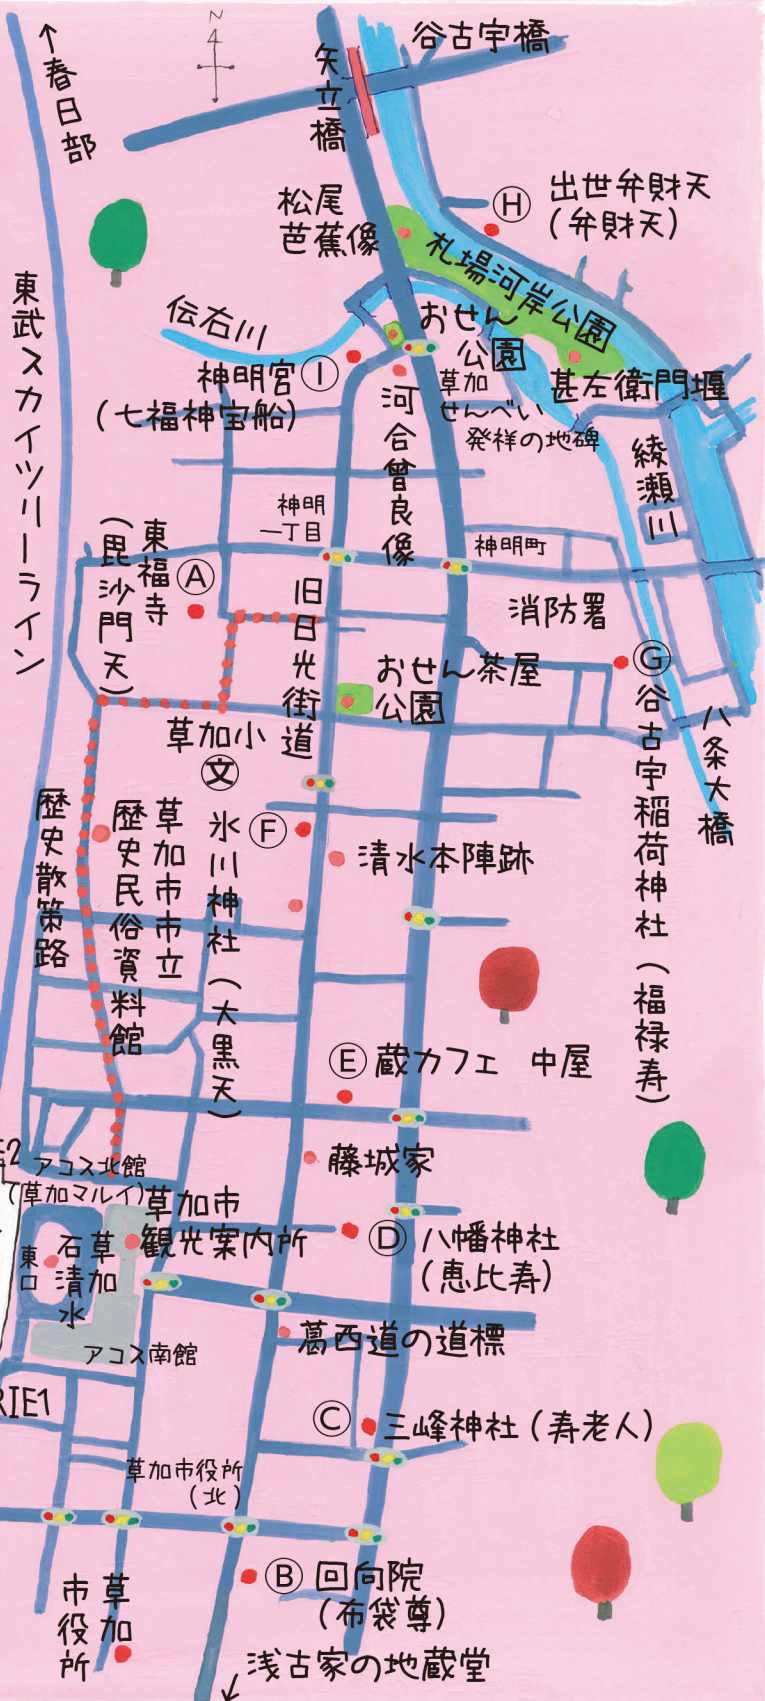 N
谷古宇橋
↑春日部
矢立橋
Ⓗ
出世弁財天
(弁財天)
松尾
芭蕉像
札場河岸公園
東武スカイツリーライン
伝右川
おせん
公園
神明宮 Ⓘ
(七福神宝船)
草加
せんべい
発祥の地碑
甚左衛門堰
河合曾良像
綾瀬川
神明
一丁目
神明町
東福寺 Ⓐ
(毘沙門天)
旧日光街道
消防署
おせん茶屋
公園
Ⓖ
谷古宇稲荷神社(福禄寿)
八条大橋
草加小
文
歴史散策路
草加市市立
歴史民俗資料館
Ⓕ
氷川神社(大黒天)
清水本陣跡
Ⓔ 蔵カフェ 中屋
藤城家
アコス北館
(草加マルイ)
草加市
観光案内所
Ⓓ 八幡神社
(恵比寿)
東口
草加
石清水
アコス南館
葛西道の道標
RIE1
Ⓒ 三峰神社(寿老人)
草加市役所
(北)
Ⓑ 回向院
(布袋尊)
草加
市役所
↙浅古家の地蔵堂